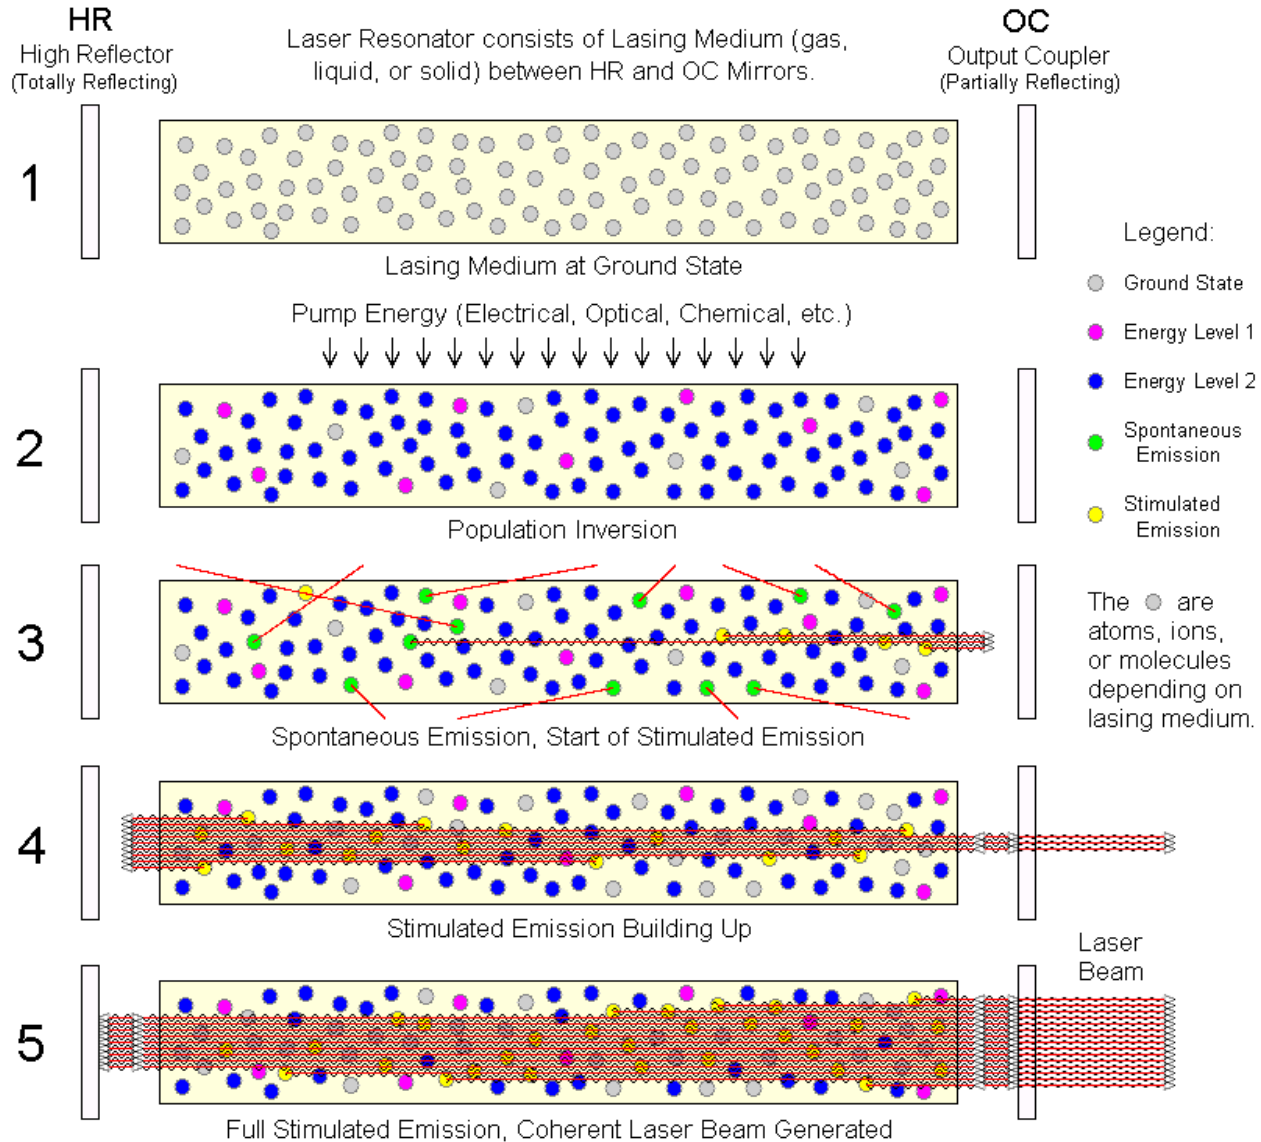 HR
High Reflector
(Totally Reflecting)
Laser Resonator consists of Lasing Medium (gas,
liquid, or solid) between HR and OC Mirrors.
OC
Output Coupler
(Partially Reflecting)
1
Lasing Medium at Ground State
Pump Energy (Electrical, Optical, Chemical, etc.)
2
Population Inversion
3
Spontaneous Emission, Start of Stimulated Emission
4
Stimulated Emission Building Up
5
Full Stimulated Emission, Coherent Laser Beam Generated
Legend:
Ground State
Energy Level 1
Energy Level 2
Spontaneous
Emission
Stimulated
Emission
The are
atoms, ions,
or molecules
depending on
lasing medium.
Laser
Beam